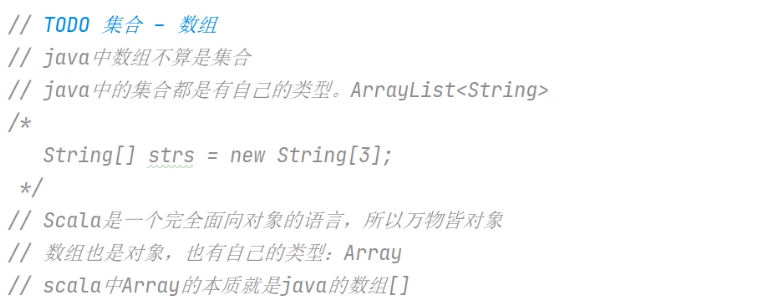 // TODO 集合 - 数组
// java中数组不算是集合
// java中的集合都是有自己的类型。ArrayList<String>
/*
String[] strs = new String[3];
*/
// Scala是一个完全面向对象的语言，所以万物皆对象
// 数组也是对象，也有自己的类型：Array
// scala中Array的本质就是java的数组[]